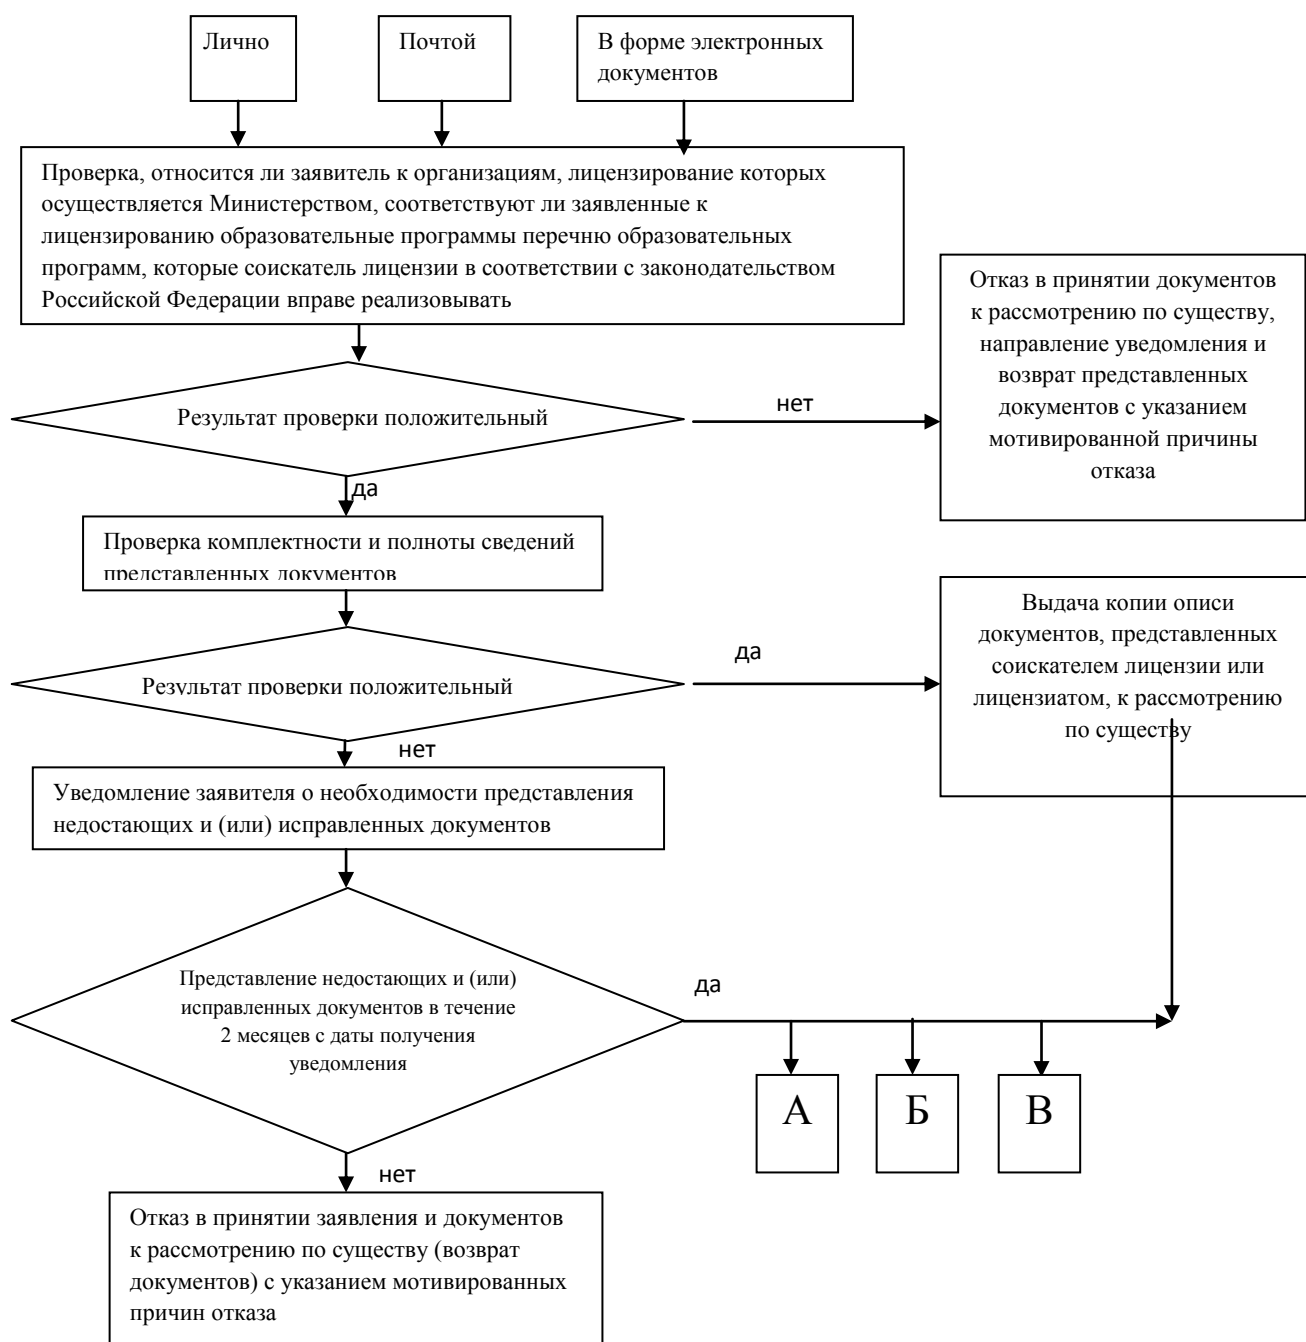 Лично
Почтой
В форме электронных
документов
Проверка, относится ли заявитель к организациям, лицензирование которых
осуществляется Министерством, соответствуют ли заявленные к
лицензированию образовательные программы перечню образовательных
программ, которые соискатель лицензии в соответствии с законодательством
Российской Федерации вправе реализовывать
Отказ в принятии документов
к рассмотрению по существу,
направление уведомления и
возврат представленных
документов с указанием
мотивированной причины
отказа
Результат проверки положительный
нет
да
Проверка комплектности и полноты сведений
представленных документов
Выдача копии описи
документов, представленных
соискателем лицензии или
лицензиатом, к рассмотрению
по существу
Результат проверки положительный
да
нет
Уведомление заявителя о необходимости представления
недостающих и (или) исправленных документов
Представление недостающих и (или)
исправленных документов в течение
2 месяцев с даты получения
уведомления
да
А
Б
В
нет
Отказ в принятии заявления и документов
к рассмотрению по существу (возврат
документов) с указанием мотивированных
причин отказа